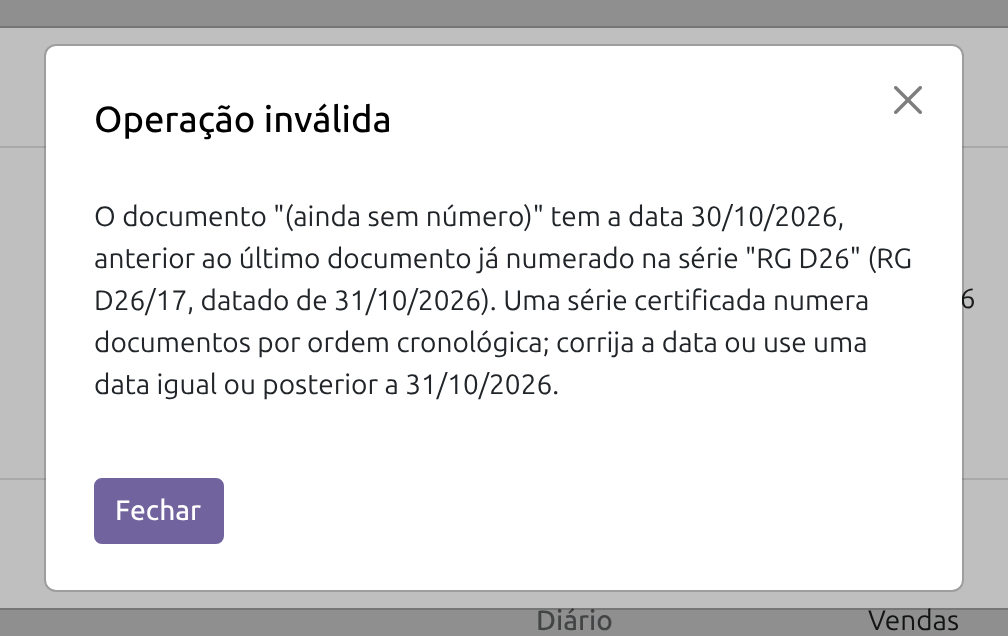 Operação inválida
O documento "(ainda sem número)" tem a data 30/10/2026,
anterior ao último documento já numerado na série "RG D26" (RG
D26/17, datado de 31/10/2026). Uma série certificada numera
documentos por ordem cronológica; corrija a data ou use uma
data igual ou posterior a 31/10/2026.
6
Fechar
Diário Vendas